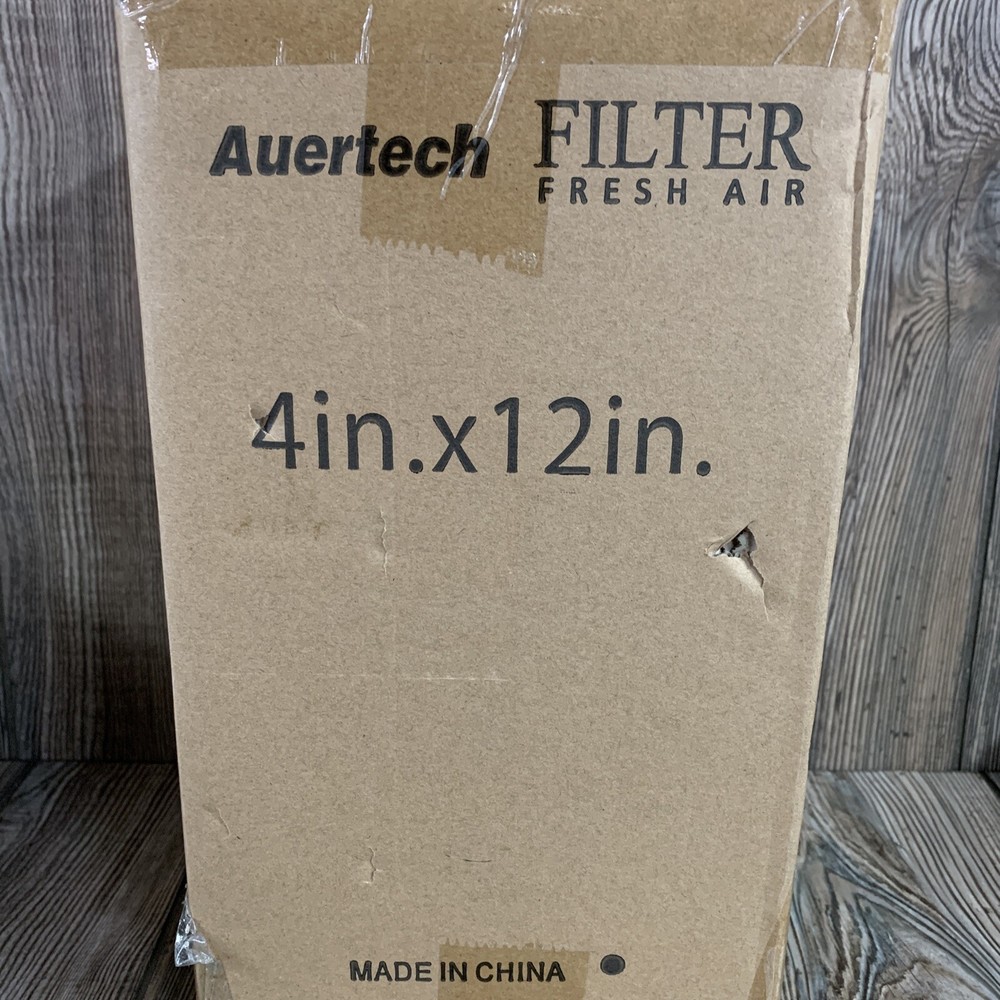 Auertech FILTER
FRESH AIR
4in.x12in.
MADE IN CHINA